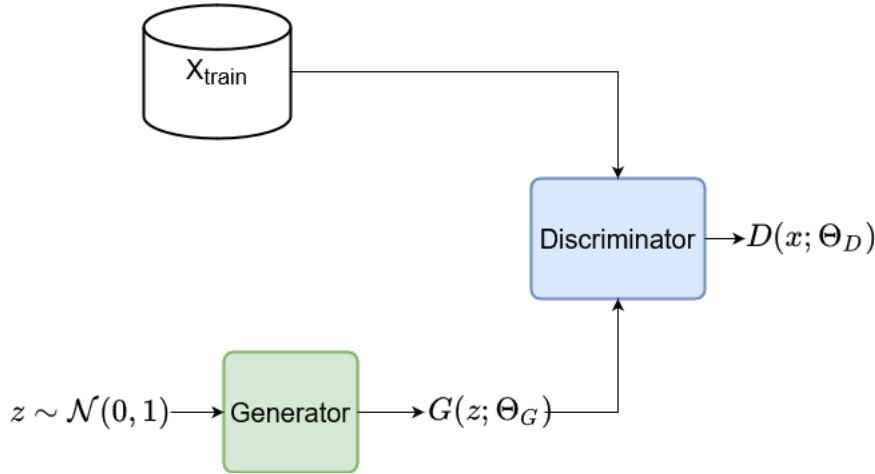 X_train
Discriminator
D(x; Θ_D)
z ∼ 𝒩(0, 1)
Generator
G(z; Θ_G)